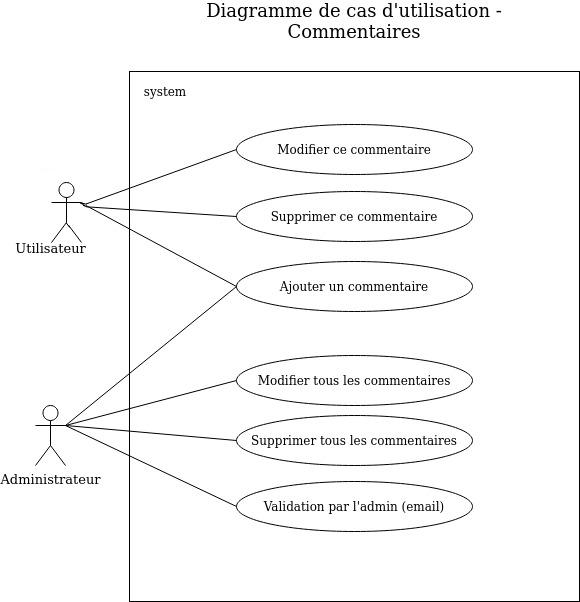 Diagramme de cas d'utilisation -
Commentaires
system
Modifier ce commentaire
Supprimer ce commentaire
Utilisateur
Ajouter un commentaire
Modifier tous les commentaires
Supprimer tous les commentaires
Administrateur
Validation par l'admin (email)